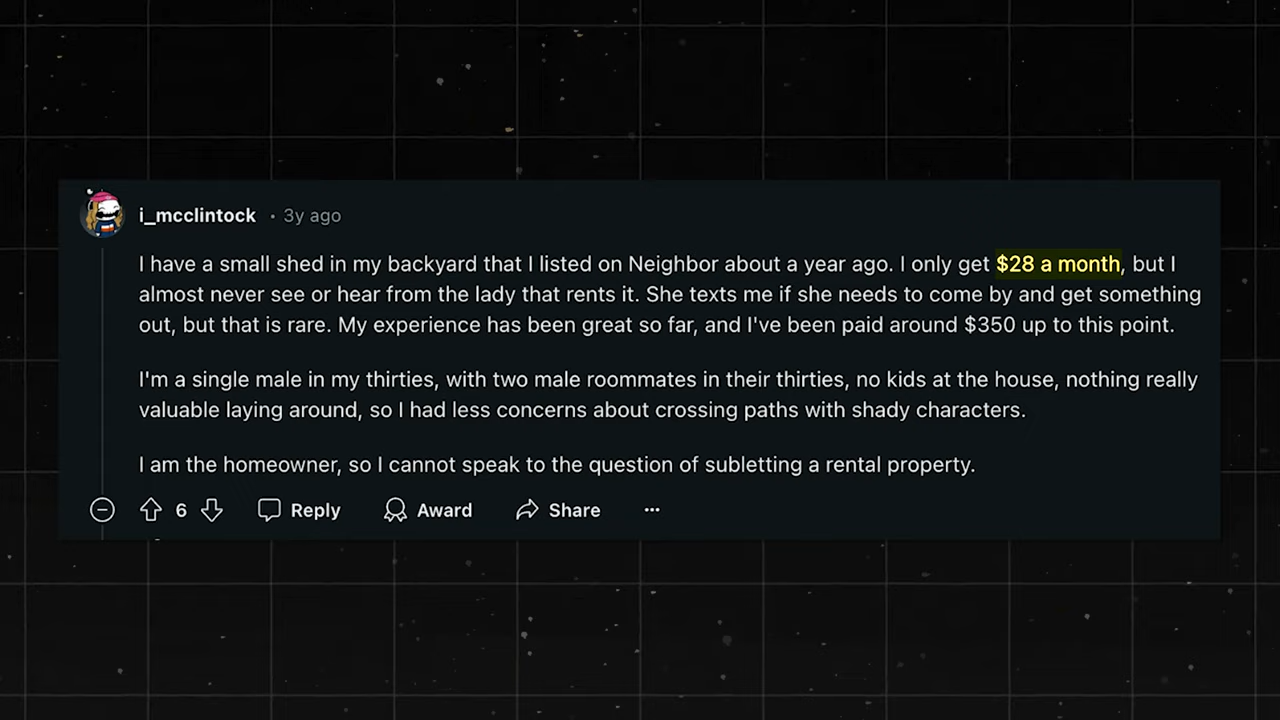 i_mcclintock • 3y ago
I have a small shed in my backyard that I listed on Neighbor about a year ago. I only get $28 a month, but I
almost never see or hear from the lady that rents it. She texts me if she needs to come by and get something
out, but that is rare. My experience has been great so far, and I've been paid around $350 up to this point.
I'm a single male in my thirties, with two male roommates in their thirties, no kids at the house, nothing really
valuable laying around, so I had less concerns about crossing paths with shady characters.
I am the homeowner, so I cannot speak to the question of subletting a rental property.
6 Reply Award Share ...